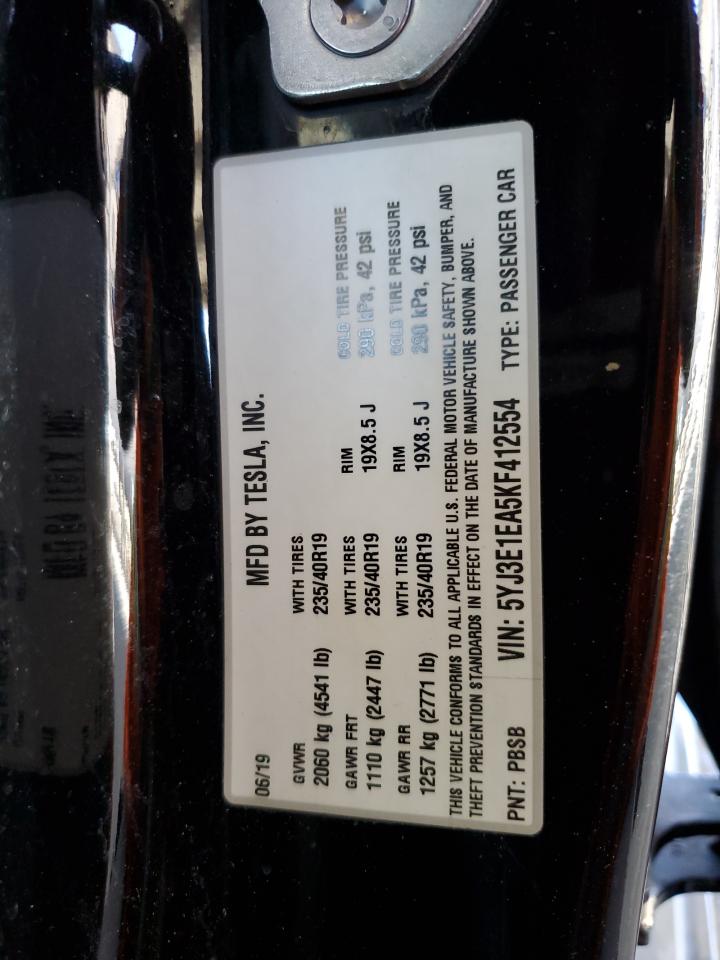 06/19 MFD BY TESLA, INC.
GVWR WITH TIRES
2060 kg (4541 lb) 235/40R19
GAWR FRT WITH TIRES RIM COLD TIRE PRESSURE
1110 kg (2447 lb) 235/40R19 19X8.5 J 290 kPa, 42 psi
GAWR RR WITH TIRES RIM COLD TIRE PRESSURE
1257 kg (2771 lb) 235/40R19 19X8.5 J 290 kPa, 42 psi
THIS VEHICLE CONFORMS TO ALL APPLICABLE U.S. FEDERAL MOTOR VEHICLE SAFETY, BUMPER, AND
THEFT PREVENTION STANDARDS IN EFFECT ON THE DATE OF MANUFACTURE SHOWN ABOVE.
PNT: PBSB VIN: 5YJ3E1EA5KF412554 TYPE: PASSENGER CAR